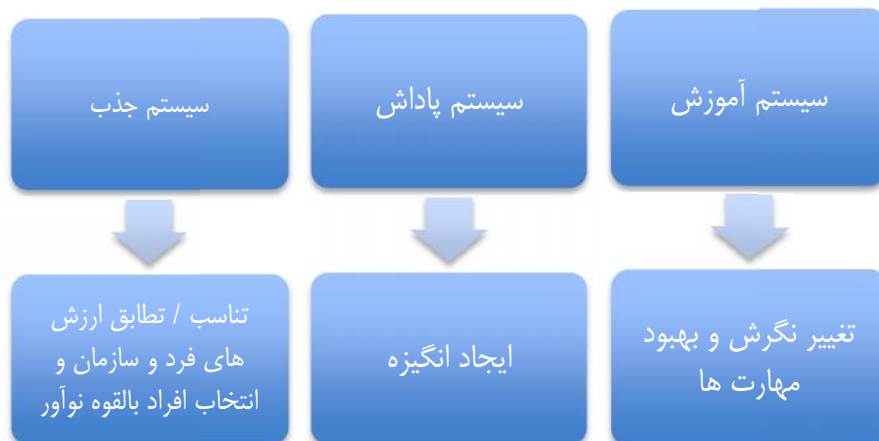 سیستم آموزش
سیستم پاداش
سیستم جذب
تغییر نگرش و بهبود
مهارت ها
ایجاد انگیزه
تناسب / تطابق ارزش
های فرد و سازمان و
انتخاب افراد بالقوه نوآور